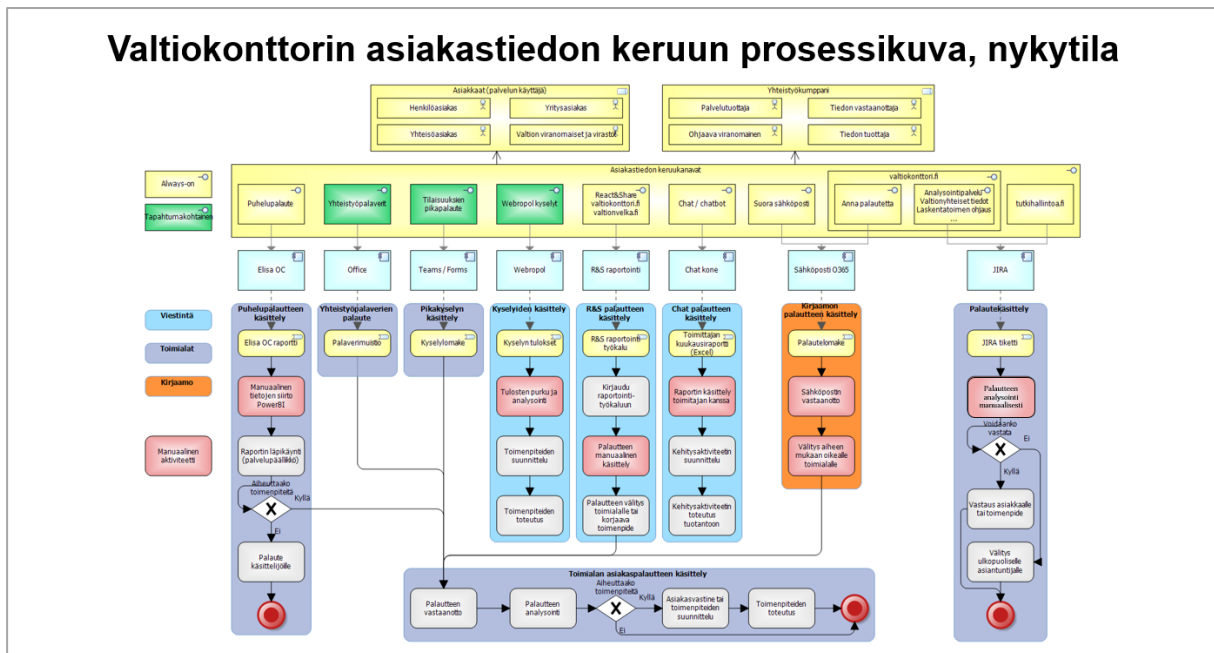 Valtiokonttorin asiakastiedon keruun prosessikuva, nykytila
Asiakkaat (palvelun käyttäjä)
Henkilöasiakas
Yritysasiakas
Yhteisöasiakas
Valtion viranomaiset ja virastot
Yhteistyökumppani
Palvelutuottaja
Tiedon vastaanottaja
Ohjaava viranomainen
Tiedon tuottaja
Always-on
Tapahtumakohtainen
Asiakastiedon keruukanavat
Puhelupalaute
Yhteistyöpalaverit
Tilaisuuksien
pikapalaute
Webropol kyselyt
React&Share
valtiokonttori.fi
valtionvelka.fi
Chat / chatbot
Suora sähköposti
valtiokonttori.fi
Anna palautetta
Analysointipalvelu
Valtionyhteiset tiedot
Laskentatoimen ohjaus
...
tutkihallintoa.fi
Elisa OC
Office
Teams / Forms
Webropol
R&S raportointi
Chat kone
Sähköposti O365
JIRA
Viestintä
Toimialat
Kirjaamo
Manuaalinen
aktiviteetti
Puhelupalautteen
käsittely
Elisa OC raportti
Manuaalinen
tietojen siirto
PowerBI
Raportin läpikäynti
(palvelupäällikkö)
Aiheuttaako
toimenpiteitä
Kyllä
X
Ei
Palaute
käsittelijöille
Yhteistyöpalaverien
palaute
Palaverimuistio
Pikakyselyn
käsittely
Kyselylomake
Kyselyiden käsittely
Kyselyn tulokset
Tulosten purku ja
analysointi
Toimenpiteiden
suunnittelu
Toimenpiteiden
toteutus
R&S palautteen
käsittely
R&S raportointi
työkalu
Kirjaudu
raportointi-
työkaluun
Palautteen
manuaalinen
käsittely
Palautteen välitys
toimialalle tai
korjaava
toimenpide
Chat palautteen
käsittely
Toimittajan
kuukausiraportti
(Excel)
Raportin käsittely
toimitajan kanssa
Kehitysaktiviteetin
suunnittelu
Kehitysaktiviteetin
toteutus
tuotantoon
Kirjaamon
palautteen käsittely
Palautelomake
Sähköpostin
vastaanotto
Välitys aiheen
mukaan oikealle
toimialalle
Palautekäsittely
JIRA tiketti
Palautteen
analysointi
manuaalisesti
Voidaanko
vastata
Ei
X
Kyllä
Vastaus asiakkaalle
tai toimenpide
Välitys
ulkopuoliselle
asiantuntijalle
Toimialan asiakaspalautteen käsittely
Palautteen
vastaanotto
Palautteen
analysointi
Aiheuttaako
toimenpiteitä
Kyllä
X
Ei
Asiakasvastine tai
toimenpiteiden
suunnittelu
Toimenpiteiden
toteutus